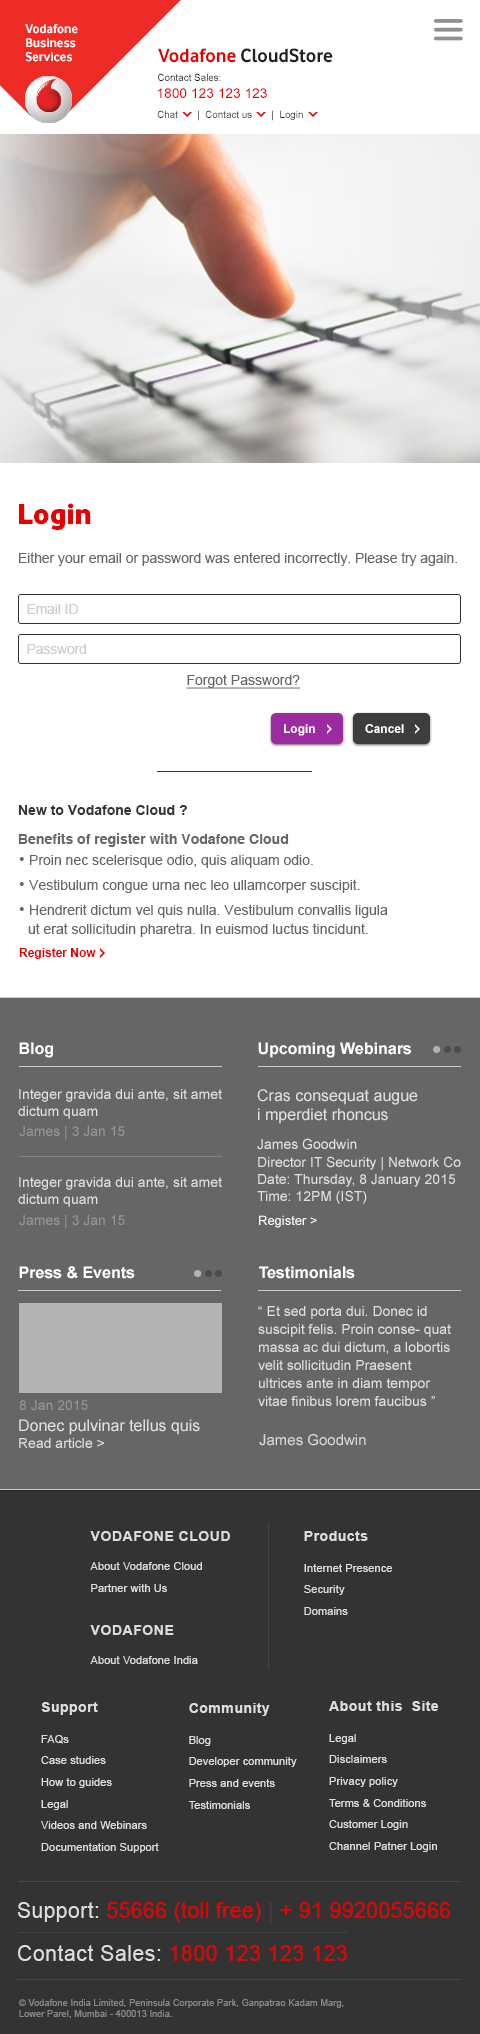 Vodafone
Business
Services
Vodafone CloudStore
Contact Sales:
1800 123 123 123
Chat | Contact us | Login
Login
Either your email or password was entered incorrectly. Please try again.
Email ID
Password
Forgot Password?
Login
Cancel
New to Vodafone Cloud ?
Benefits of register with Vodafone Cloud
• Proin nec scelerisque odio, quis aliquam odio.
• Vestibulum congue urna nec leo ullamcorper suscipit.
• Hendrerit dictum vel quis nulla. Vestibulum convallis ligula
ut erat sollicitudin pharetra. In euismod luctus tincidunt.
Register Now >
Blog
Integer gravida dui ante, sit amet
dictum quam
James | 3 Jan 15
Integer gravida dui ante, sit amet
dictum quam
James | 3 Jan 15
Upcoming Webinars
Cras consequat augue
i mperdiet rhoncus
James Goodwin
Director IT Security | Network Co
Date: Thursday, 8 January 2015
Time: 12PM (IST)
Register >
Press & Events
8 Jan 2015
Donec pulvinar tellus quis
Read article >
Testimonials
“ Et sed porta dui. Donec id
suscipit felis. Proin conse- quat
massa ac dui dictum, a lobortis
velit sollicitudin Praesent
ultrices ante in diam tempor
vitae finibus lorem faucibus ”
James Goodwin
VODAFONE CLOUD
About Vodafone Cloud
Partner with Us
VODAFONE
About Vodafone India
Products
Internet Presence
Security
Domains
Support
FAQs
Case studies
How to guides
Legal
Videos and Webinars
Documentation Support
Community
Blog
Developer community
Press and events
Testimonials
About this Site
Legal
Disclaimers
Privacy policy
Terms & Conditions
Customer Login
Channel Patner Login
Support: 55666 (toll free) | + 91 9920055666
Contact Sales: 1800 123 123 123
© Vodafone India Limited, Peninsula Corporate Park, Ganpatrao Kadam Marg,
Lower Parel, Mumbai - 400013 India.